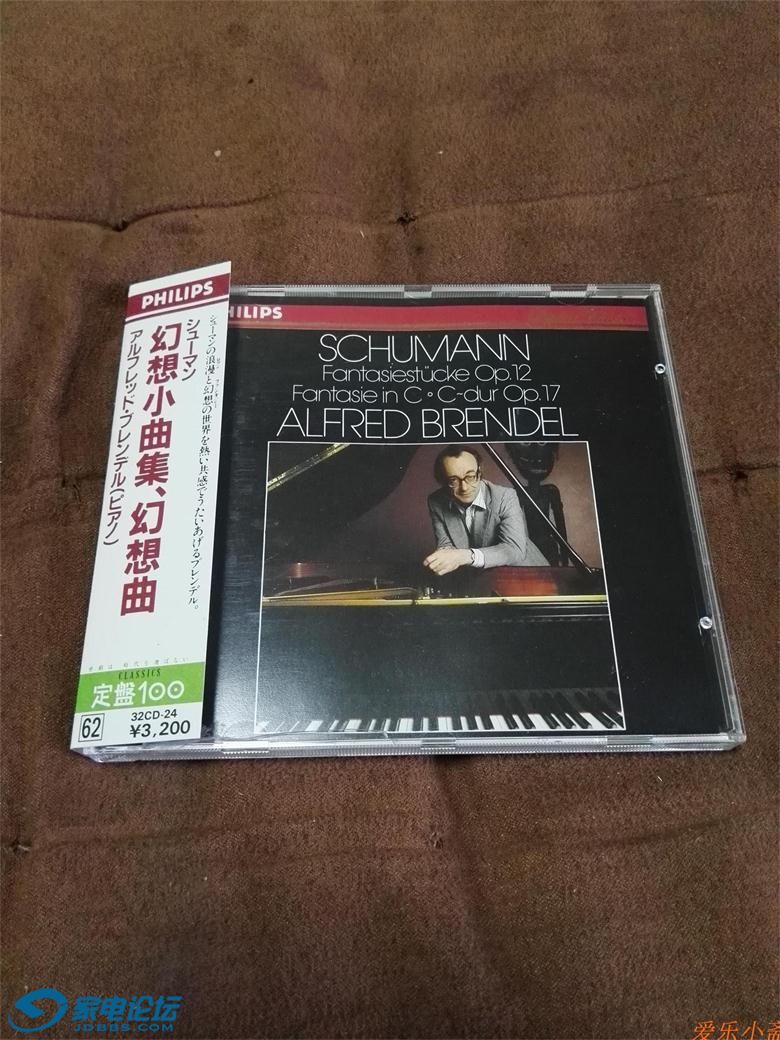 PHILIPS
シューマン
幻想小曲集、幻想曲
アルフレッド・ブレンデル(ピアノ)
シューマンの浪漫と幻想の世界を熱い共感でうたいあげるブレンデル。
CLASSICS
定盤100
62
32CD-24
¥3,200
HILIPS
SCHUMANN
Fantasiestücke Op.12
Fantasie in C • C-dur Op.17
ALFRED BRENDEL
家电论坛
JDBBS.COM
爱乐小斋